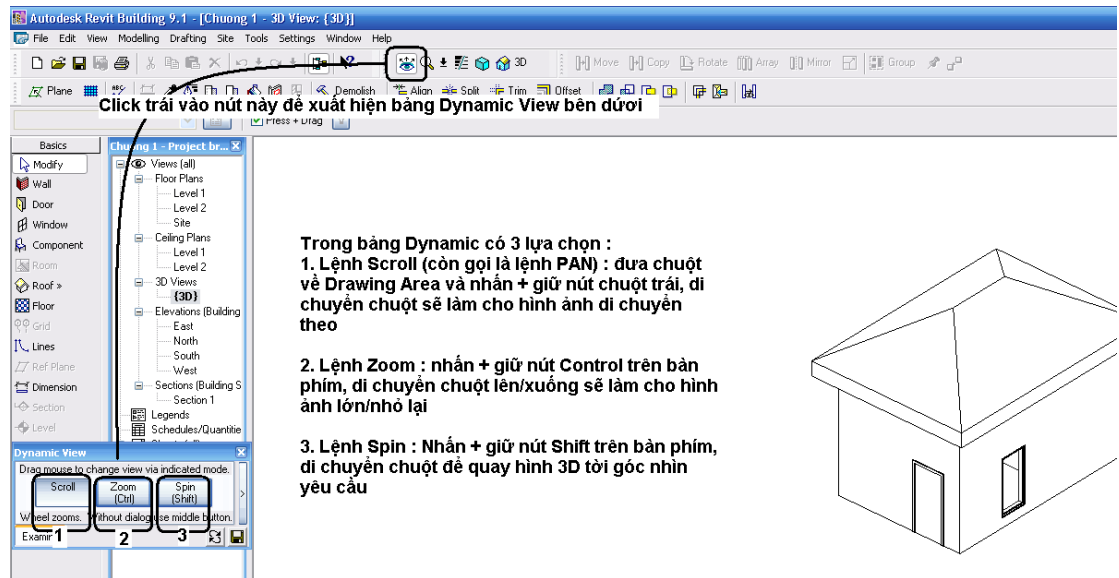 Autodesk Revit Building 9.1 - [Chuong 1 - 3D View: {3D}]
File Edit View Modelling Drafting Site Tools Settings Window Help
3D Move Copy Rotate Array Mirror Group
Plane Demolish Align Split Trim Offset
Click trái vào nút này để xuất hiện bảng Dynamic View bên dưới
Press + Drag
Basics
Modify
Wall
Door
Window
Component
Room
Roof »
Floor
Grid
Lines
Ref Plane
Dimension
Section
Level
Chuong 1 - Project br...
Views (all)
Floor Plans
Level 1
Level 2
Site
Ceiling Plans
Level 1
Level 2
3D Views
{3D}
Elevations (Building
East
North
South
West
Sections (Building S
Section 1
Legends
Schedules/Quantitie
Trong bảng Dynamic có 3 lựa chọn :
1. Lệnh Scroll (còn gọi là lệnh PAN) : đưa chuột
về Drawing Area và nhấn + giữ nút chuột trái, di
chuyển chuột sẽ làm cho hình ảnh di chuyển
theo
2. Lệnh Zoom : nhấn + giữ nút Control trên bàn
phím, di chuyển chuột lên/xuống sẽ làm cho hình
ảnh lớn/nhỏ lại
3. Lệnh Spin : Nhấn + giữ nút Shift trên bàn phím,
di chuyển chuột để quay hình 3D tời góc nhìn
yêu cầu
Dynamic View
Drag mouse to change view via indicated mode.
Scroll
Zoom
(Ctrl)
Spin
(Shift)
Wheel zooms. Without dialog use middle button.
Examin
1 2 3